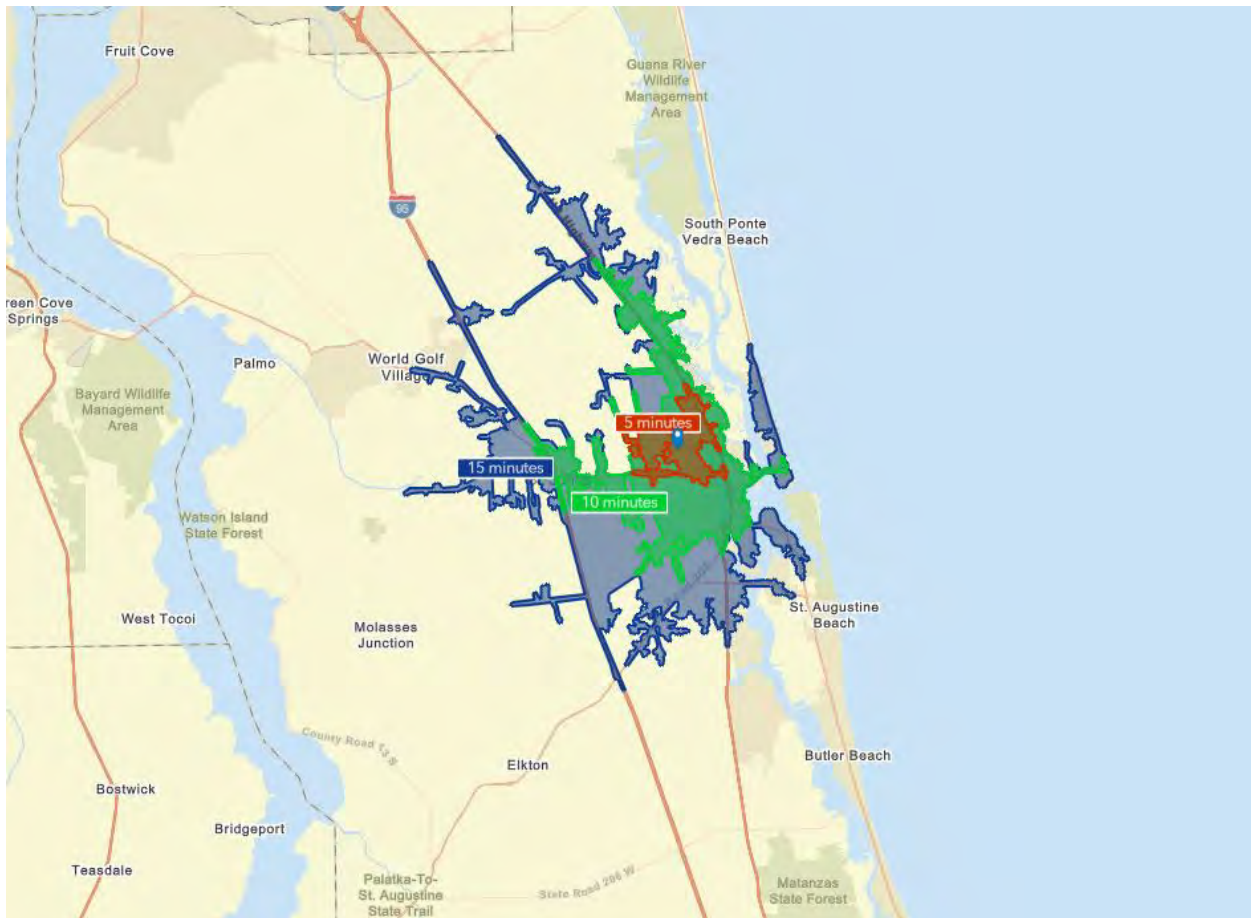 Fruit Cove
Guana River
Wildlife
Management
Area
95
South Ponte
Vedra Beach
Highway
reen Cove
Springs
Palmo
World Golf
Village
Bayard Wildlife
Management
Area
5 minutes
15 minutes
10 minutes
Watson Island
State Forest
West Tocoi
Molasses
Junction
St. Augustine
Beach
County Road 13 S
Elkton
Butler Beach
Bostwick
Bridgeport
Teasdale
Palatka-To-
St. Augustine
State Trail
State Road 206 W
Matanzas
State Forest